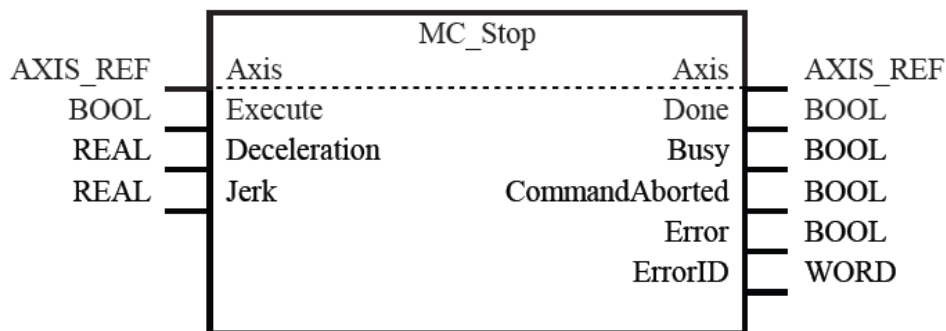 MC_Stop
AXIS_REF Axis Axis AXIS_REF
BOOL Execute Done BOOL
REAL Deceleration Busy BOOL
REAL Jerk CommandAborted BOOL
Error BOOL
ErrorID WORD